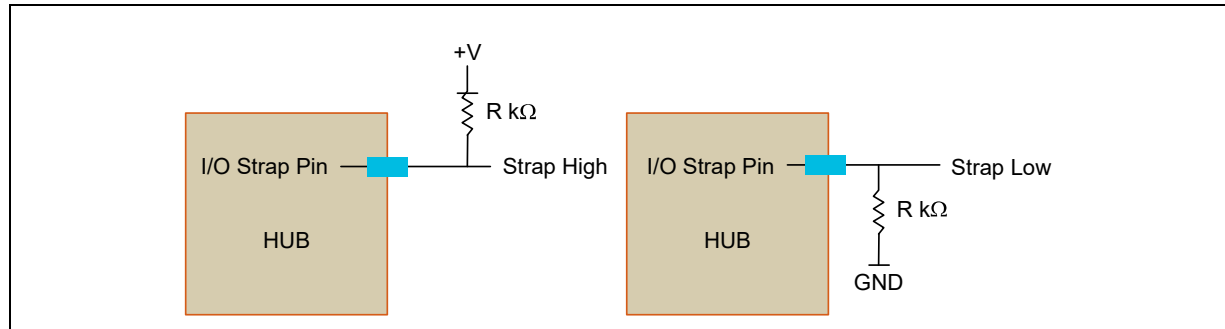 +V
R kΩ
I/O Strap Pin
Strap High
HUB
I/O Strap Pin
Strap Low
R kΩ
HUB
GND